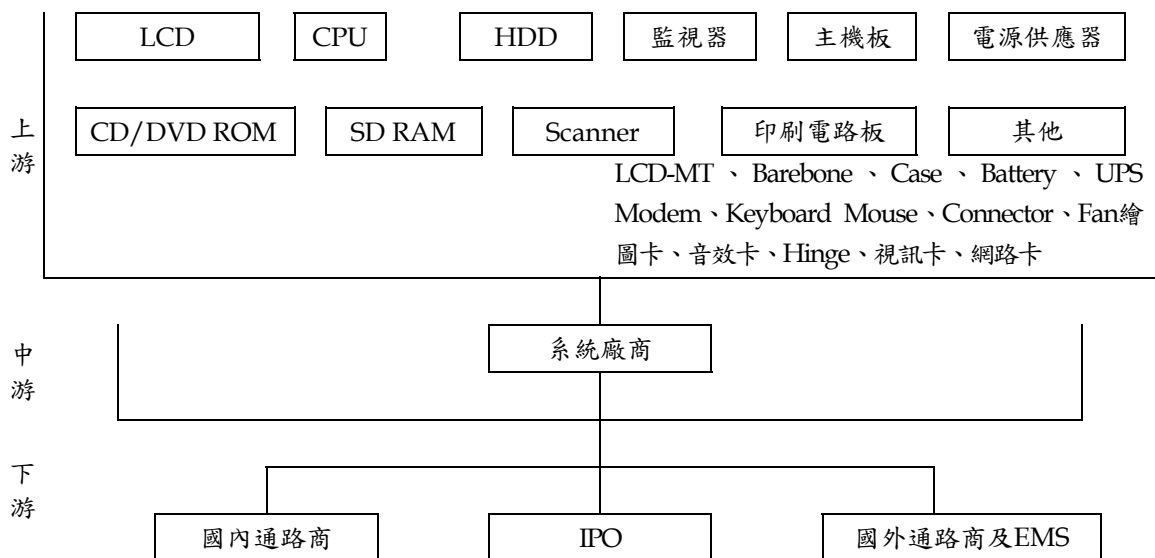 LCD CPU HDD 監視器 主機板 電源供應器
上游
CD/DVD ROM SD RAM Scanner 印刷電路板 其他
LCD-MT、Barebone、Case、Battery、UPS
Modem、Keyboard Mouse、Connector、Fan繪
圖卡、音效卡、Hinge、視訊卡、網路卡
中游
系統廠商
下游
國內通路商 IPO 國外通路商及EMS